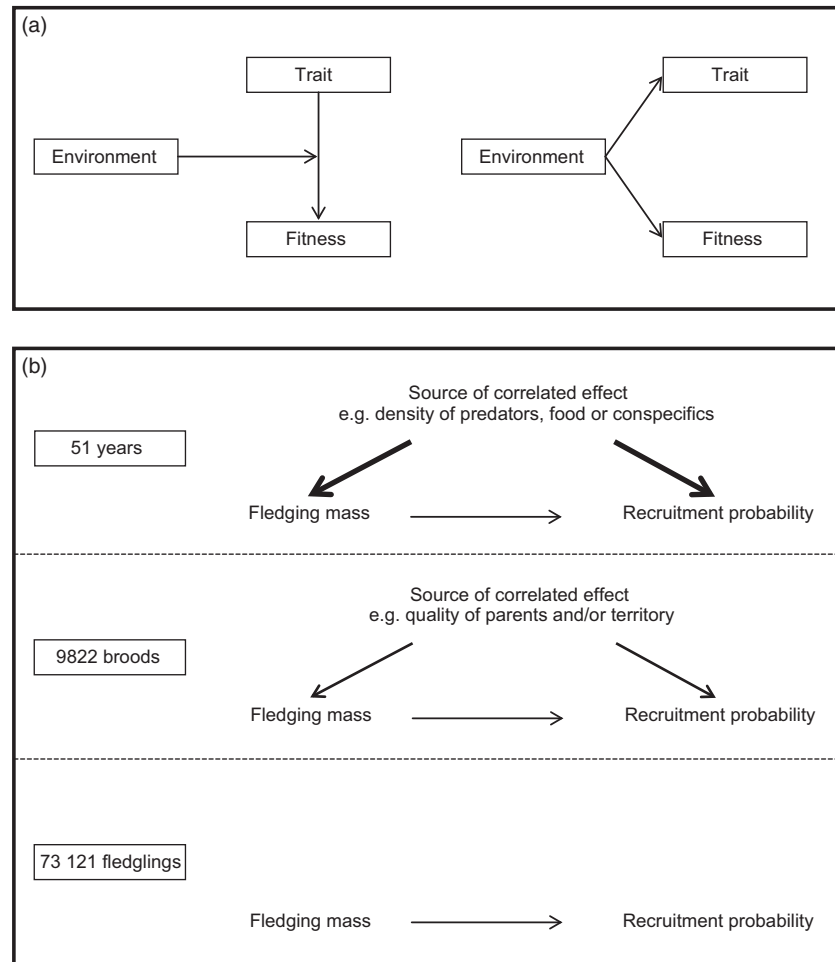 (a)
Trait
Trait
Environment
Environment
Fitness
Fitness
(b)
Source of correlated effect
e.g. density of predators, food or conspecifics
51 years
Fledging mass
Recruitment probability
Source of correlated effect
e.g. quality of parents and/or territory
9822 broods
Fledging mass
Recruitment probability
73 121 fledglings
Fledging mass
Recruitment probability